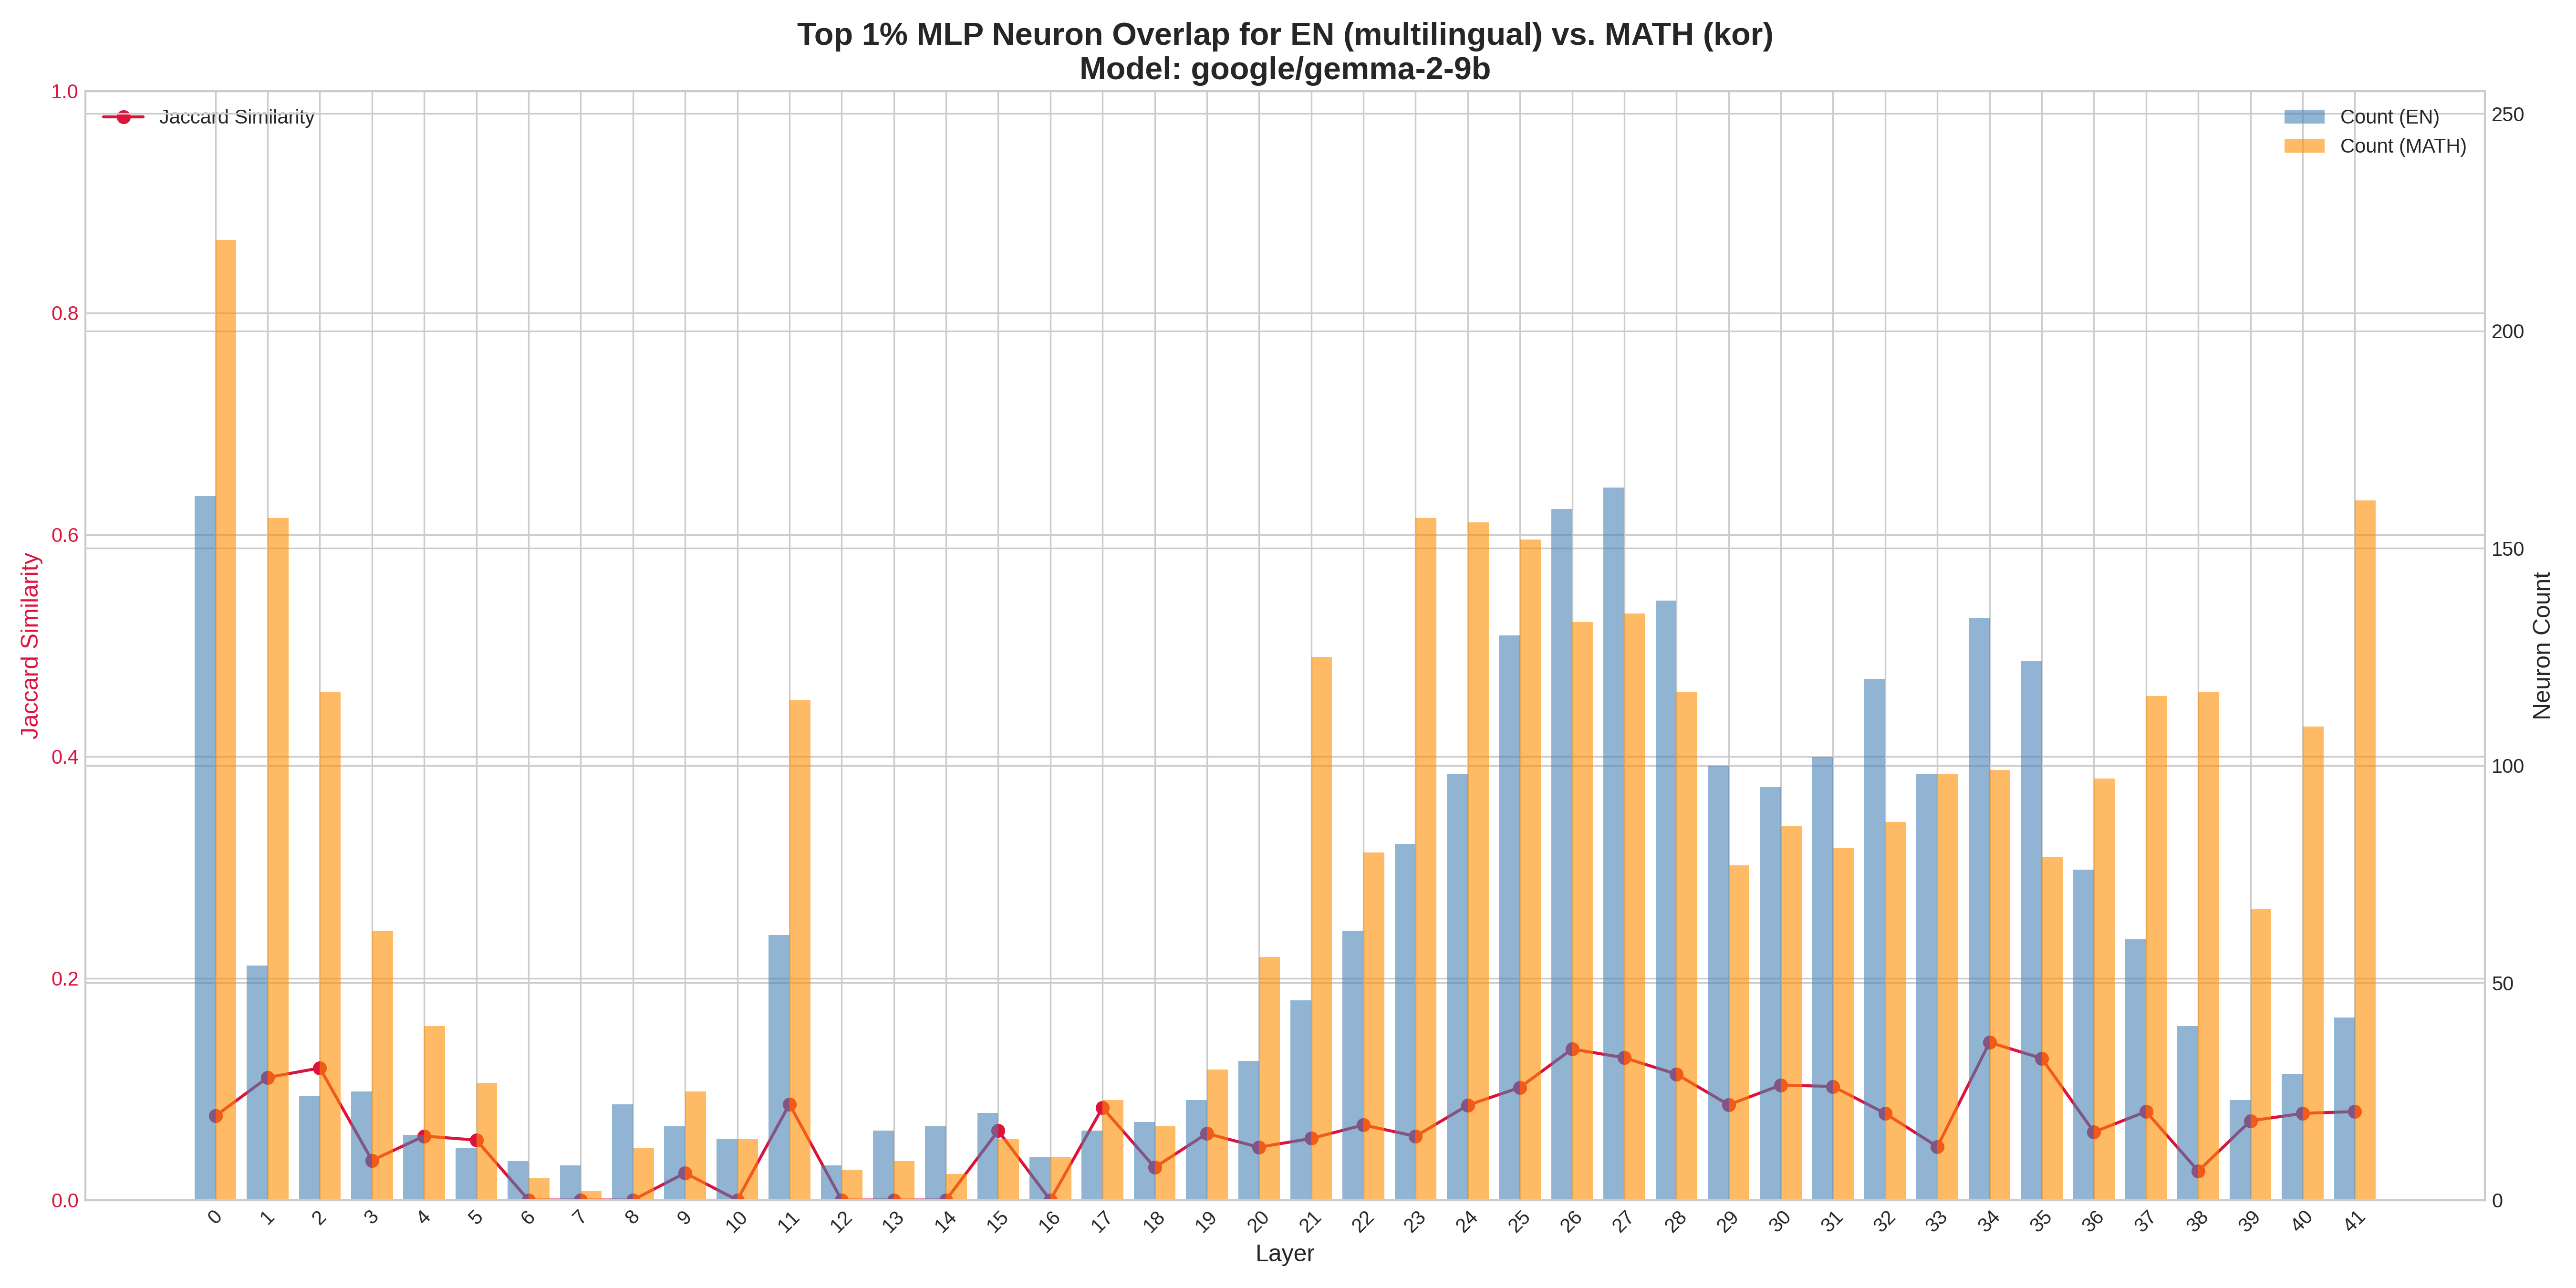 Top 1% MLP Neuron Overlap for EN (multilingual) vs. MATH (kor)
Model: google/gemma-2-9b
Jaccard Similarity
Count (EN)
Count (MATH)
1.0
0.8
0.6
0.4
0.2
0.0
Jaccard Similarity
250
200
150
100
50
0
Neuron Count
0 1 2 3 4 5 6 7 8 9 10 11 12 13 14 15 16 17 18 19 20 21 22 23 24 25 26 27 28 29 30 31 32 33 34 35 36 37 38 39 40 41
Layer